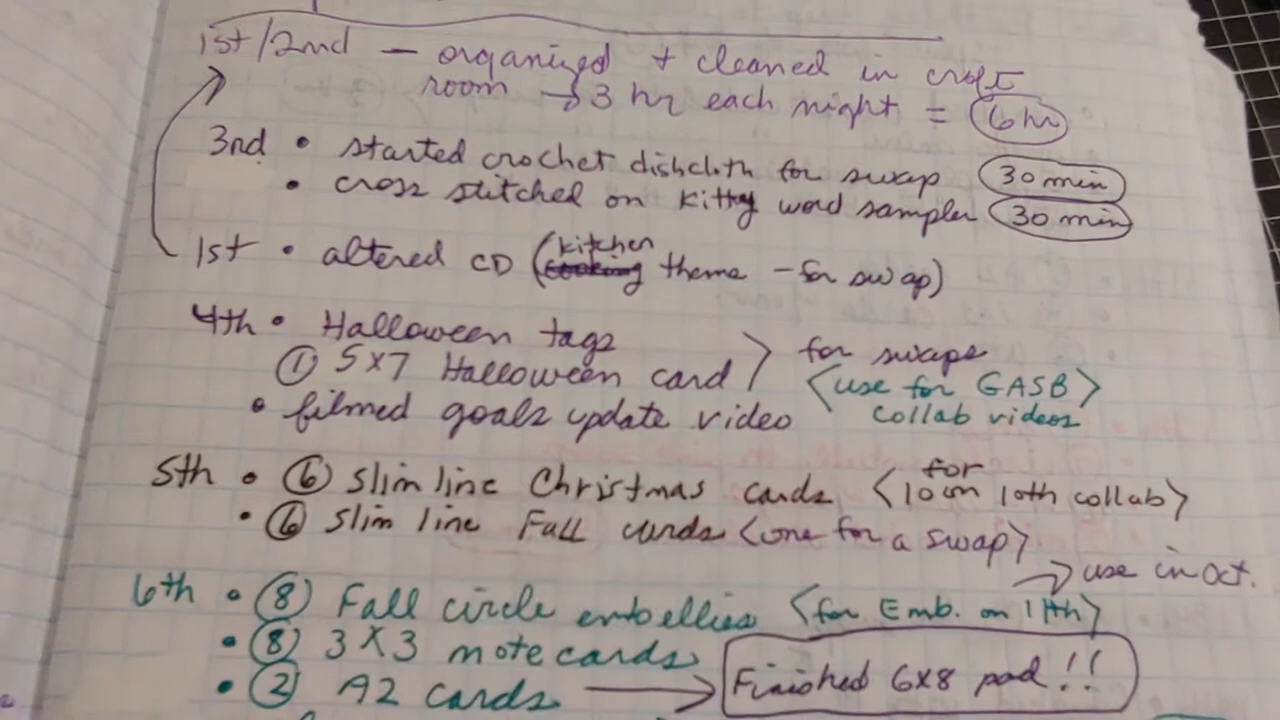 1st/2nd — organized + cleaned in craft
room → 3 hr each night = 6 hr
3nd • started crochet dishcloth for swap 30 min
• cross stitched on Kitty word sampler 30 min
1st • altered CD (kitchen theme - for swap)
4th • Halloween tags
① 5x7 Halloween card > for swaps
<use for GASB>
• filmed goals update video collab videos
5th • ⑥ slim line Christmas cards <for 10 on 10th collab>
• ⑥ slim line Fall cards <one for a swap>
→ use in Oct.
6th • ⑧ Fall circle embellies <for Emb. on 11th>
• ⑧ 3x3 note cards
• ② A2 cards → Finished 6x8 pad!!